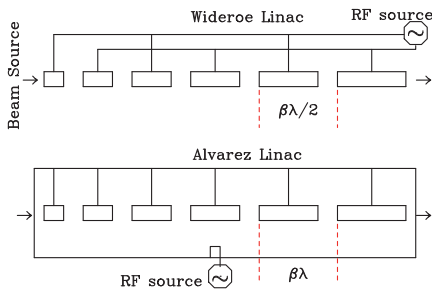 Wideroe Linac
RF source
Beam Source
βλ/2
Alvarez Linac
RF source
βλ